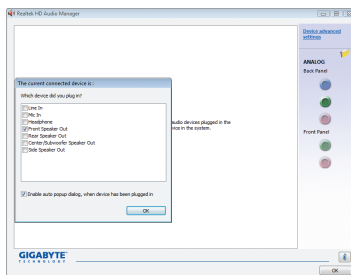 Realtek HD Audio Manager
Device advanced
settings
ANALOG
Back Panel
The current connected device is :
Which device did you plug in?
Line In
Mic In
Headphone
Front Speaker Out
Rear Speaker Out
Center/Subwoofer Speaker Out
Side Speaker Out
audio devices plugged in the
vice in the system.
Front Panel
Enable auto popup dialog, when device has been plugged in
OK
GIGABYTE
TECHNOLOGY
OK